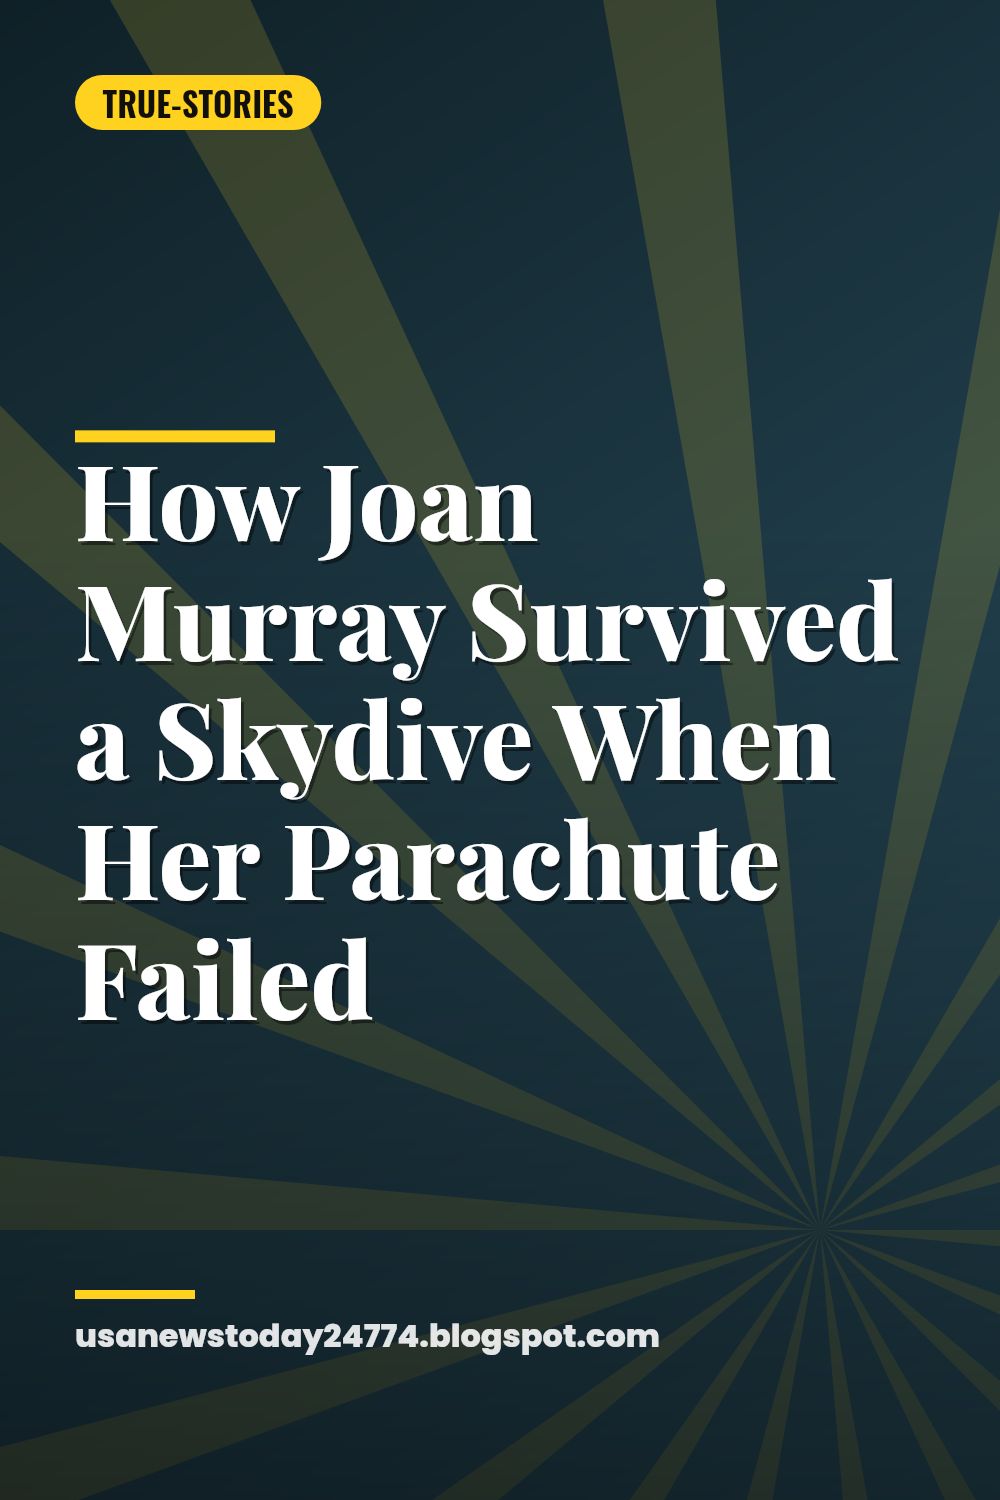 TRUE-STORIES
How Joan
Murray Survived
a Skydive When
Her Parachute
Failed
usanewstoday24774.blogspot.com